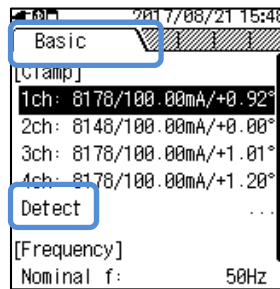 2017/08/21 15:48
Basic
[Clamp]
1ch: 8178/100.00mA/+0.92°
2ch: 8148/100.00mA/+0.00°
3ch: 8178/100.00mA/+1.01°
4ch: 8178/100.00mA/+1.20°
Detect ...
[Frequency]
Nominal f: 50Hz